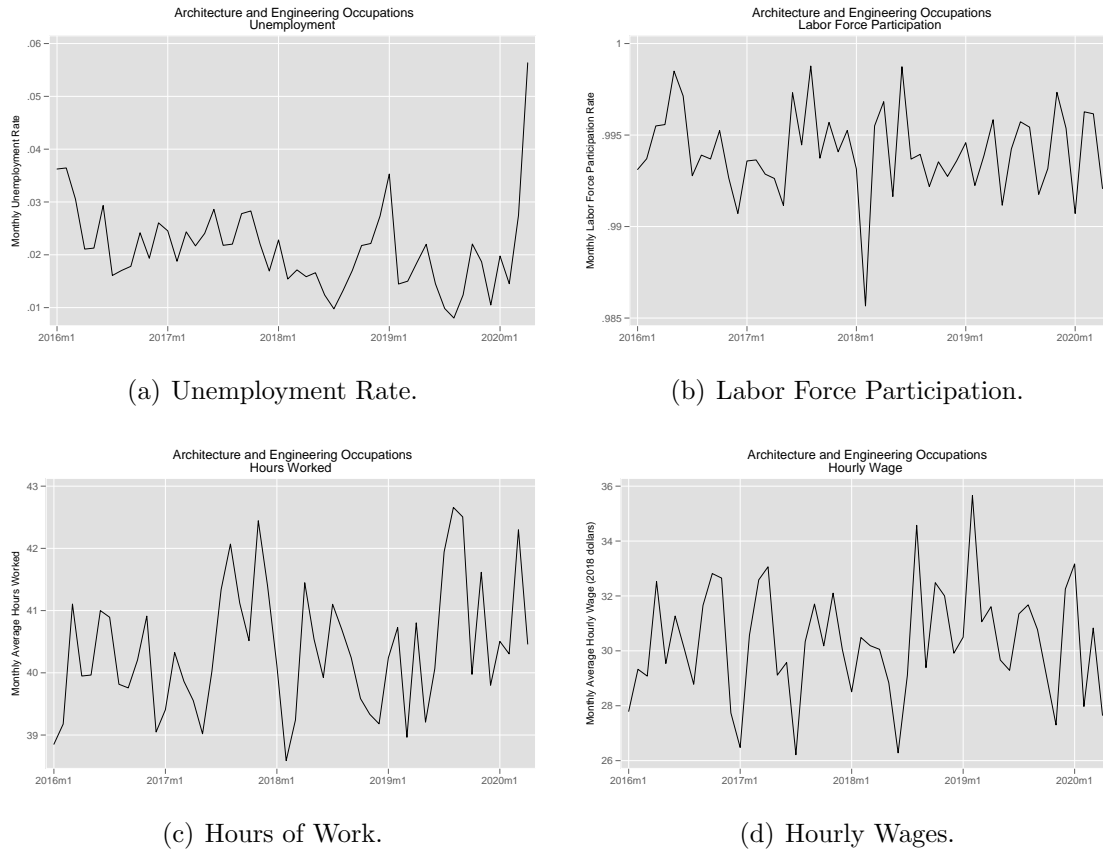 Architecture and Engineering Occupations
Unemployment
Monthly Unemployment Rate
.06
.05
.04
.03
.02
.01
2016m1
2017m1
2018m1
2019m1
2020m1
(a) Unemployment Rate.
Architecture and Engineering Occupations
Labor Force Participation
Monthly Labor Force Participation Rate
1
.995
.99
.985
2016m1
2017m1
2018m1
2019m1
2020m1
(b) Labor Force Participation.
Architecture and Engineering Occupations
Hours Worked
Monthly Average Hours Worked
43
42
41
40
39
2016m1
2017m1
2018m1
2019m1
2020m1
(c) Hours of Work.
Architecture and Engineering Occupations
Hourly Wage
Monthly Average Hourly Wage (2018 dollars)
36
34
32
30
28
26
2016m1
2017m1
2018m1
2019m1
2020m1
(d) Hourly Wages.